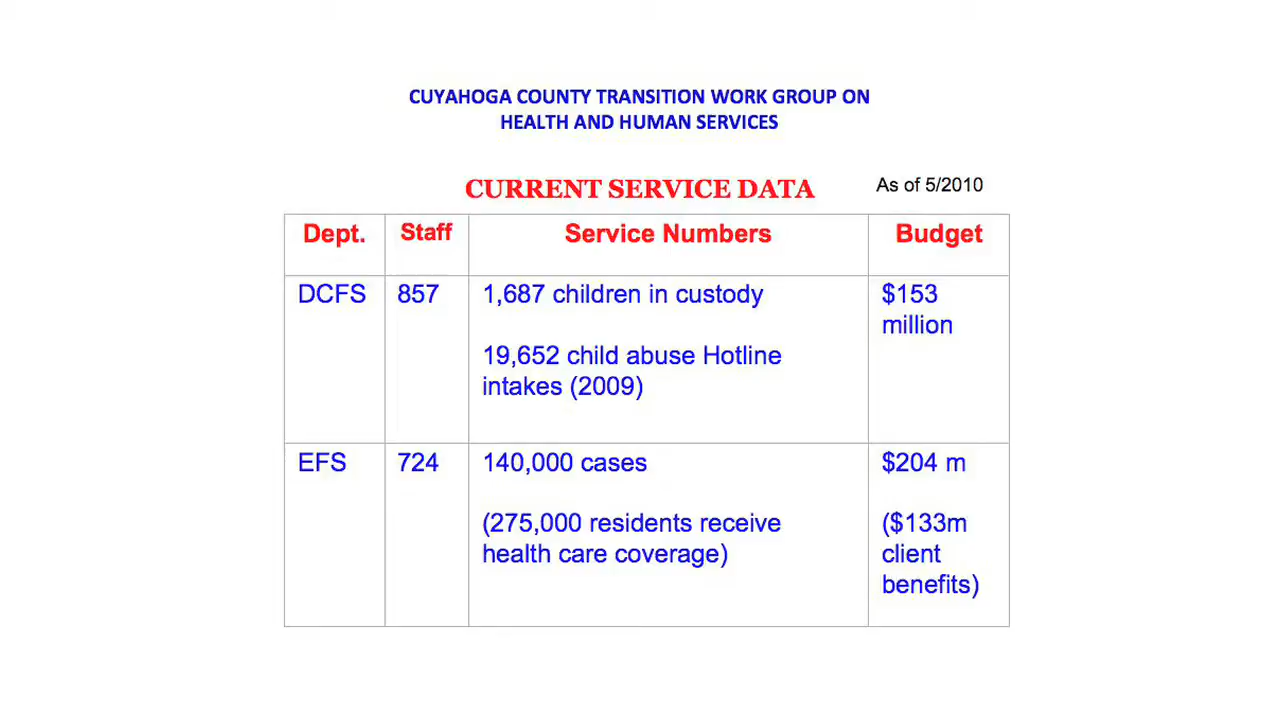 CUYAHOGA COUNTY TRANSITION WORK GROUP ON
HEALTH AND HUMAN SERVICES
CURRENT SERVICE DATA
As of 5/2010
Dept.
Staff
Service Numbers
Budget
DCFS
857
1,687 children in custody
19,652 child abuse Hotline
intakes (2009)
$153
million
EFS
724
140,000 cases
(275,000 residents receive
health care coverage)
$204 m
($133m
client
benefits)